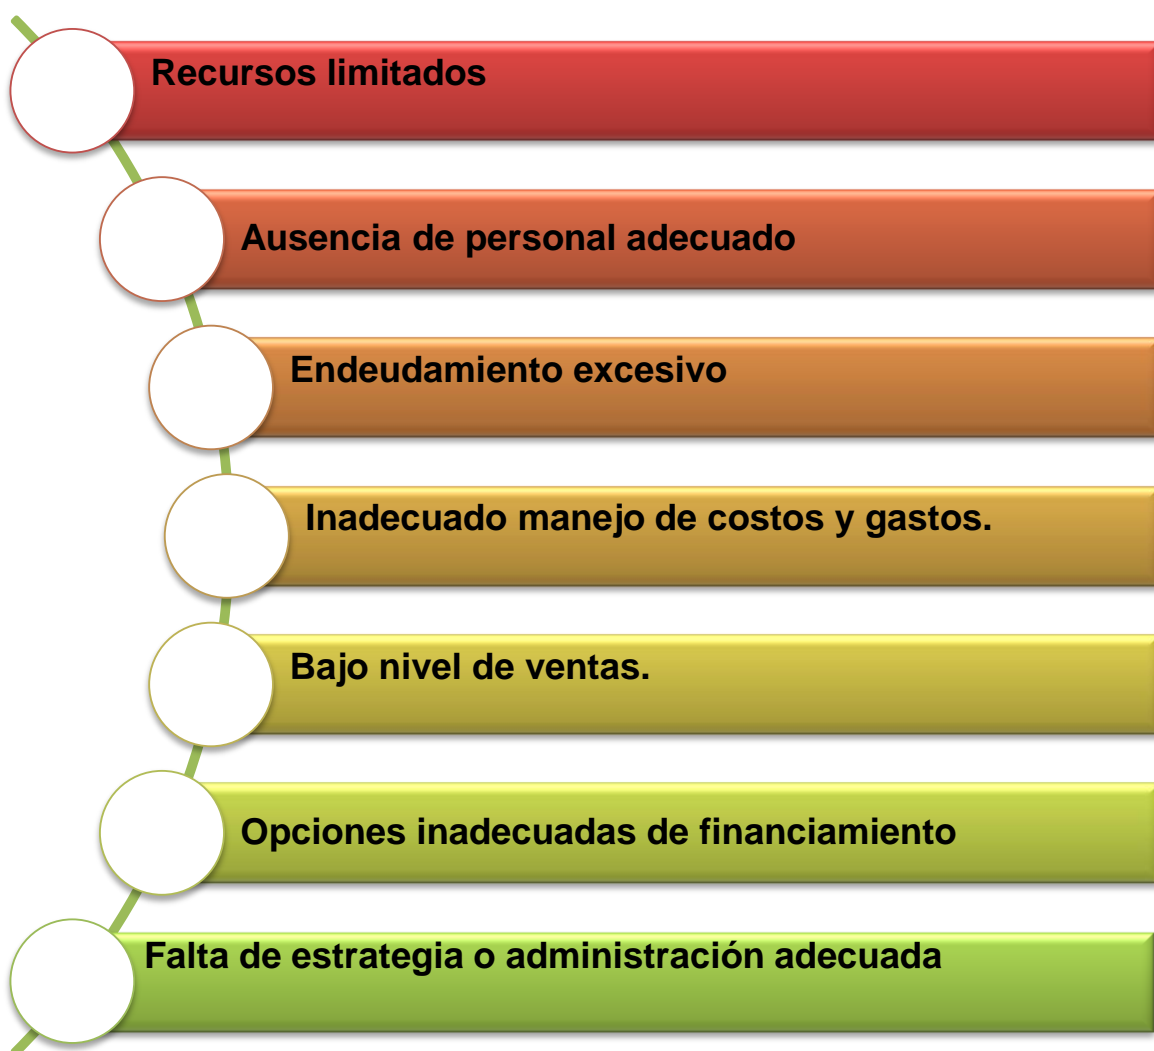 Recursos limitados
Ausencia de personal adecuado
Endeudamiento excesivo
Inadecuado manejo de costos y gastos.
Bajo nivel de ventas.
Opciones inadecuadas de financiamiento
Falta de estrategia o administración adecuada